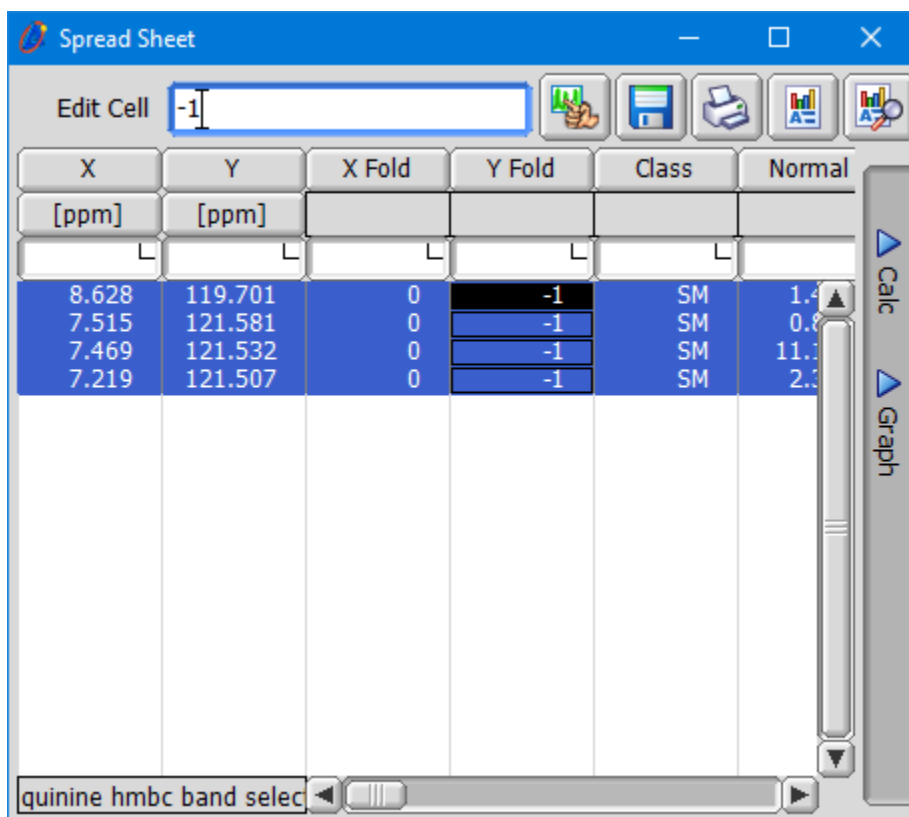 Spread Sheet
Edit Cell -1
X Y X Fold Y Fold Class Normal
[ppm] [ppm]
8.628 119.701 0 -1 SM
7.515 121.581 0 -1 SM
7.469 121.532 0 -1 SM
7.219 121.507 0 -1 SM
Calc
Graph
quinine hmbc band selec